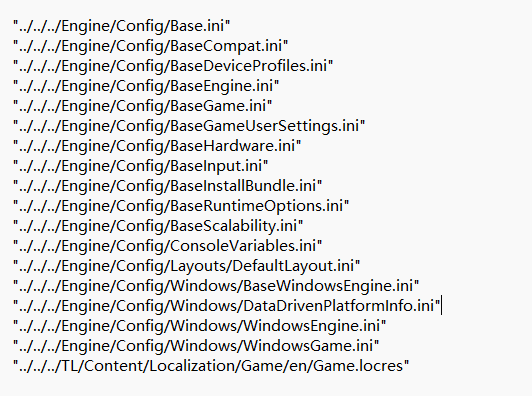 "../../../Engine/Config/Base.ini"
"../../../Engine/Config/BaseCompat.ini"
"../../../Engine/Config/BaseDeviceProfiles.ini"
"../../../Engine/Config/BaseEngine.ini"
"../../../Engine/Config/BaseGame.ini"
"../../../Engine/Config/BaseGameUserSettings.ini"
"../../../Engine/Config/BaseHardware.ini"
"../../../Engine/Config/BaseInput.ini"
"../../../Engine/Config/BaseInstallBundle.ini"
"../../../Engine/Config/BaseRuntimeOptions.ini"
"../../../Engine/Config/BaseScalability.ini"
"../../../Engine/Config/ConsoleVariables.ini"
"../../../Engine/Config/Layouts/DefaultLayout.ini"
"../../../Engine/Config/Windows/BaseWindowsEngine.ini"
"../../../Engine/Config/Windows/DataDrivenPlatformInfo.ini"
"../../../Engine/Config/Windows/WindowsEngine.ini"
"../../../Engine/Config/Windows/WindowsGame.ini"
"../../../TL/Content/Localization/Game/en/Game.locres"